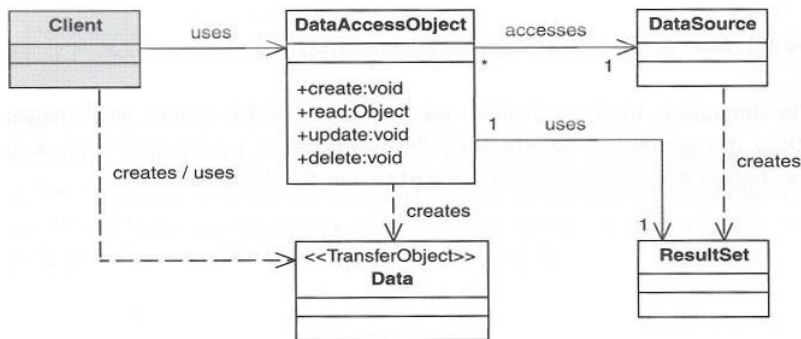 Client
uses
DataAccessObject
accesses
DataSource
*
1
+create:void
+read:Object
+update:void
+delete:void
1
uses
creates
creates / uses
creates
1
<<TransferObject>>
Data
ResultSet